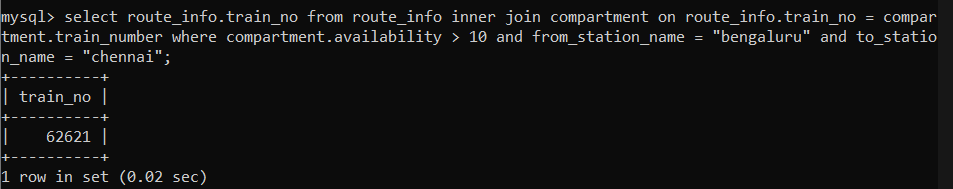 mysql> select route_info.train_no from route_info inner join compartment on route_info.train_no = compar
tment.train_number where compartment.availability > 10 and from_station_name = "bengaluru" and to_statio
n_name = "chennai";
+----------+
| train_no |
+----------+
|    62621 |
+----------+
1 row in set (0.02 sec)